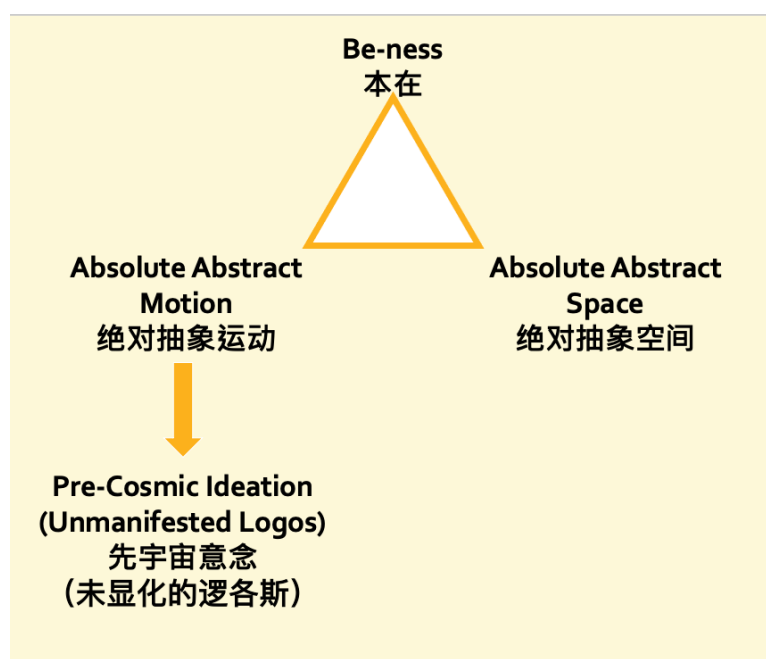 Be-ness
本在
Absolute Abstract
Motion
绝对抽象运动
Absolute Abstract
Space
绝对抽象空间
Pre-Cosmic Ideation
(Unmanifested Logos)
先宇宙意念
（未显化的逻各斯）